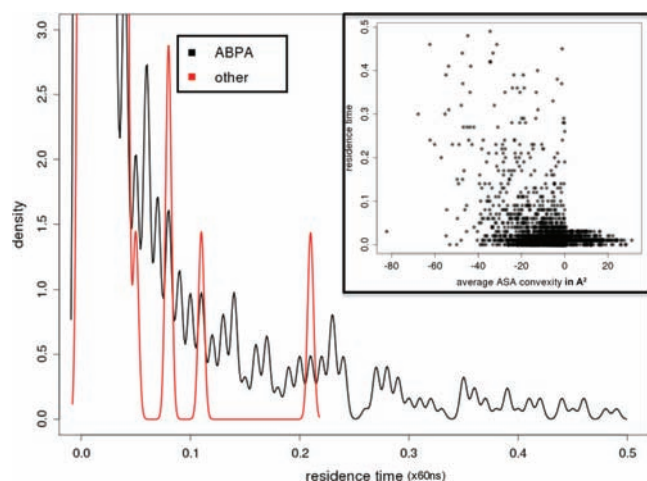 density
3.0
2.5
2.0
1.5
1.0
0.5
0.0
ABPA
other
0.0 0.1 0.2 0.3 0.4 0.5
residence time (x60ns)
residence time
0.5
0.4
0.3
0.2
0.1
0.0
-80 -60 -40 -20 0 20
average ASA convexity in A²